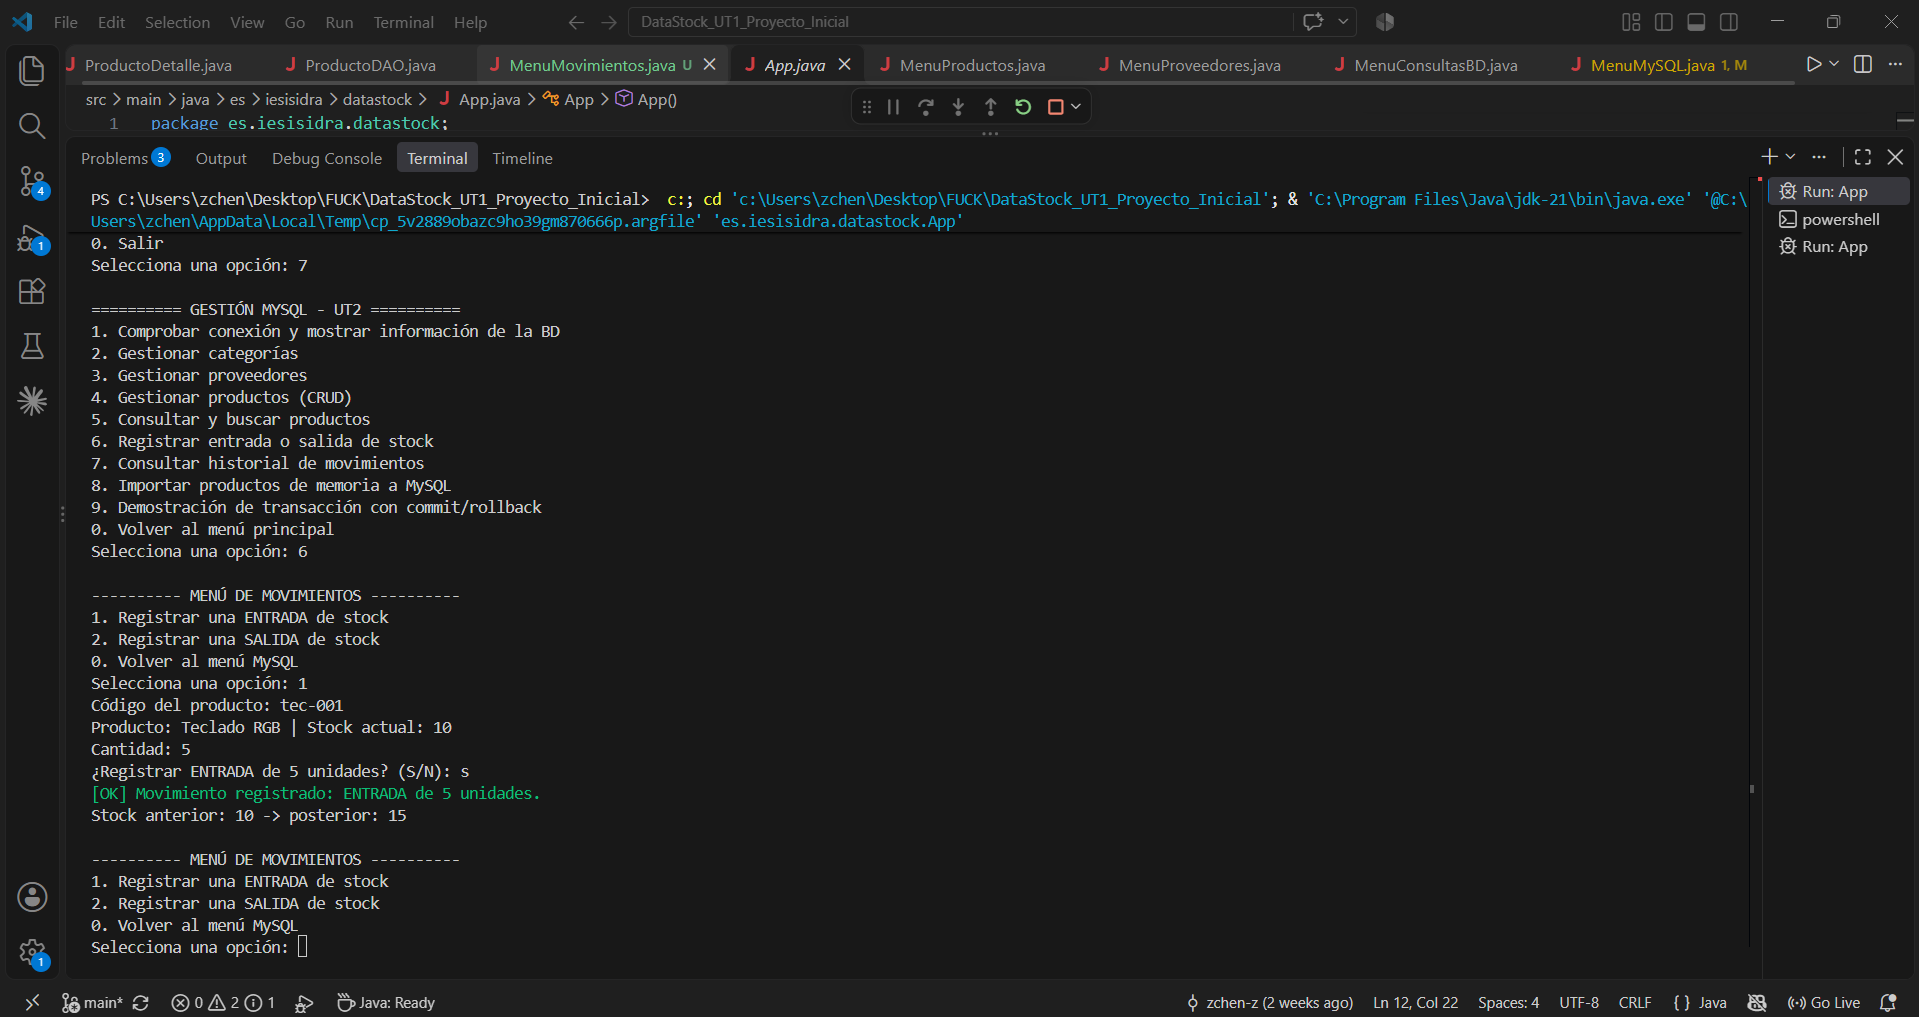 File Edit Selection View Go Run Terminal Help
DataStock_UT1_Proyecto_Inicial
ProductoDetalle.java ProductoDAO.java MenuMovimientos.java U App.java MenuProductos.java MenuProveedores.java MenuConsultasBD.java MenuMySQL.java 1, M
src > main > java > es > iesisidra > datastock > App.java > App > App()
1 package es.iesisidra.datastock;
Problems 3 Output Debug Console Terminal Timeline
PS C:\Users\zchen\Desktop\FUCK\DataStock_UT1_Proyecto_Inicial> c:; cd 'c:\Users\zchen\Desktop\FUCK\DataStock_UT1_Proyecto_Inicial'; & 'C:\Program Files\Java\jdk-21\bin\java.exe' '@C:\
Users\zchen\AppData\Local\Temp\cp_5v2889obazc9ho39gm870666p.argfile' 'es.iesisidra.datastock.App'
0. Salir
Selecciona una opción: 7
========== GESTIÓN MYSQL - UT2 ==========
1. Comprobar conexión y mostrar información de la BD
2. Gestionar categorías
3. Gestionar proveedores
4. Gestionar productos (CRUD)
5. Consultar y buscar productos
6. Registrar entrada o salida de stock
7. Consultar historial de movimientos
8. Importar productos de memoria a MySQL
9. Demostración de transacción con commit/rollback
0. Volver al menú principal
Selecciona una opción: 6
---------- MENÚ DE MOVIMIENTOS ----------
1. Registrar una ENTRADA de stock
2. Registrar una SALIDA de stock
0. Volver al menú MySQL
Selecciona una opción: 1
Código del producto: tec-001
Producto: Teclado RGB | Stock actual: 10
Cantidad: 5
¿Registrar ENTRADA de 5 unidades? (S/N): s
[OK] Movimiento registrado: ENTRADA de 5 unidades.
Stock anterior: 10 -> posterior: 15
---------- MENÚ DE MOVIMIENTOS ----------
1. Registrar una ENTRADA de stock
2. Registrar una SALIDA de stock
0. Volver al menú MySQL
Selecciona una opción:
Run: App
powershell
Run: App
4
1
1
main* 0 2 1 Java: Ready zchen-z (2 weeks ago) Ln 12, Col 22 Spaces: 4 UTF-8 CRLF { } Java Go Live